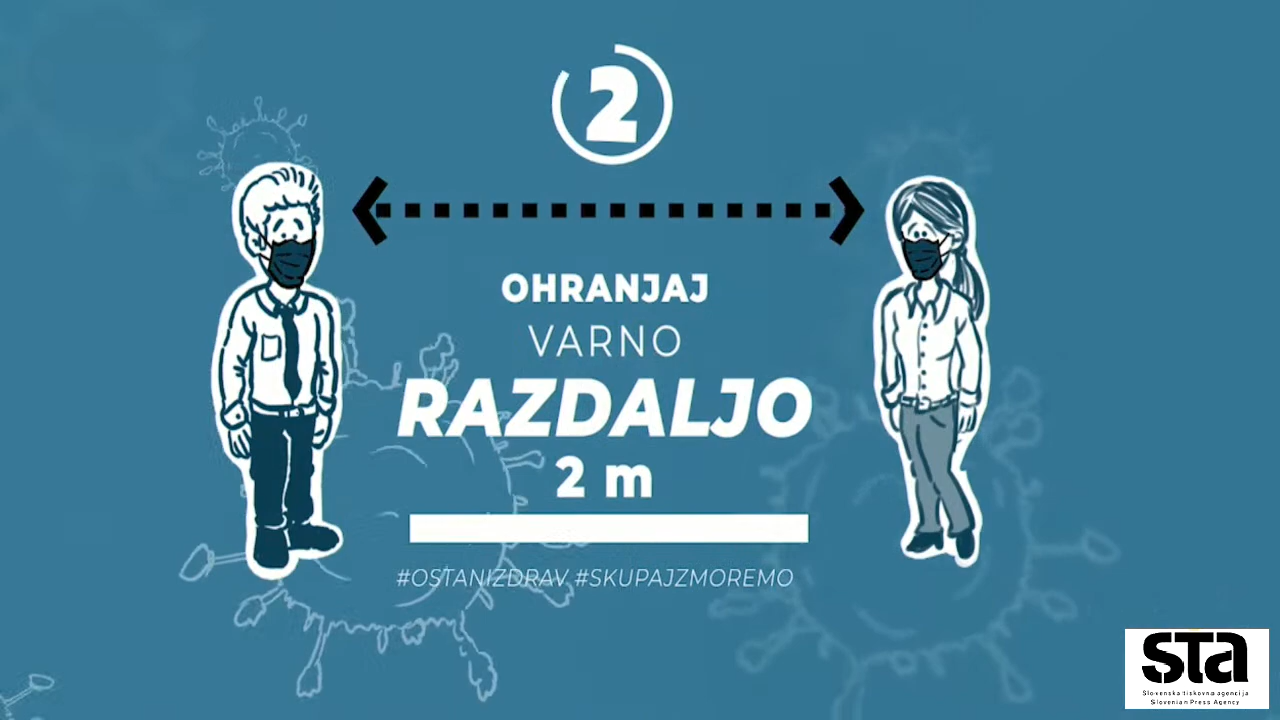 2
OHRANJAJ
VARNO
RAZDALJO
2 m
#OSTANIZDRAV #SKUPAJZMOREMO
sta
Slovenska tiskovna agencija
Slovenian Press Agency